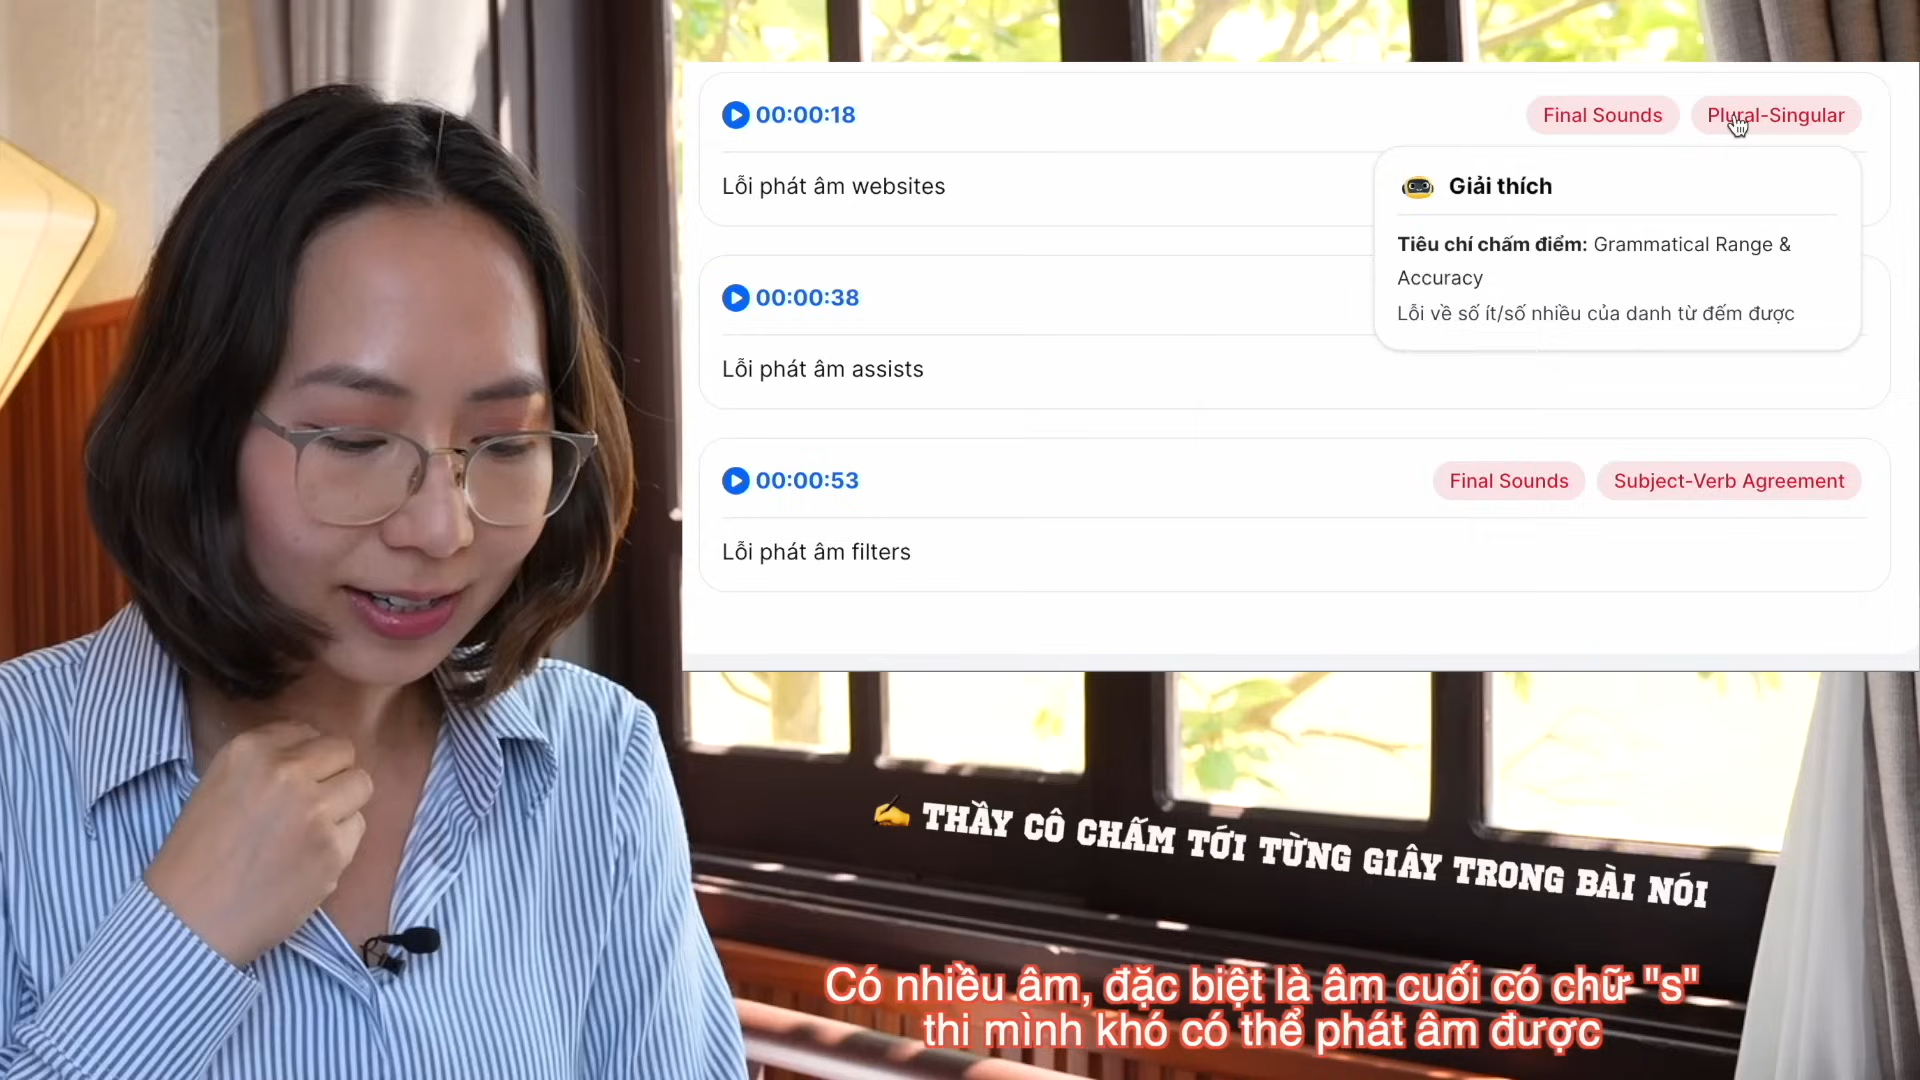 00:00:18
Final Sounds
Plural-Singular
Lỗi phát âm websites
Giải thích
Tiêu chí chấm điểm: Grammatical Range &
Accuracy
Lỗi về số ít/số nhiều của danh từ đếm được
00:00:38
Lỗi phát âm assists
00:00:53
Final Sounds
Subject-Verb Agreement
Lỗi phát âm filters
✍️ THẦY CÔ CHẤM TỚI TỪNG GIÂY TRONG BÀI NÓI
Có nhiều âm, đặc biệt là âm cuối có chữ "s"
thi mình khó có thể phát âm được